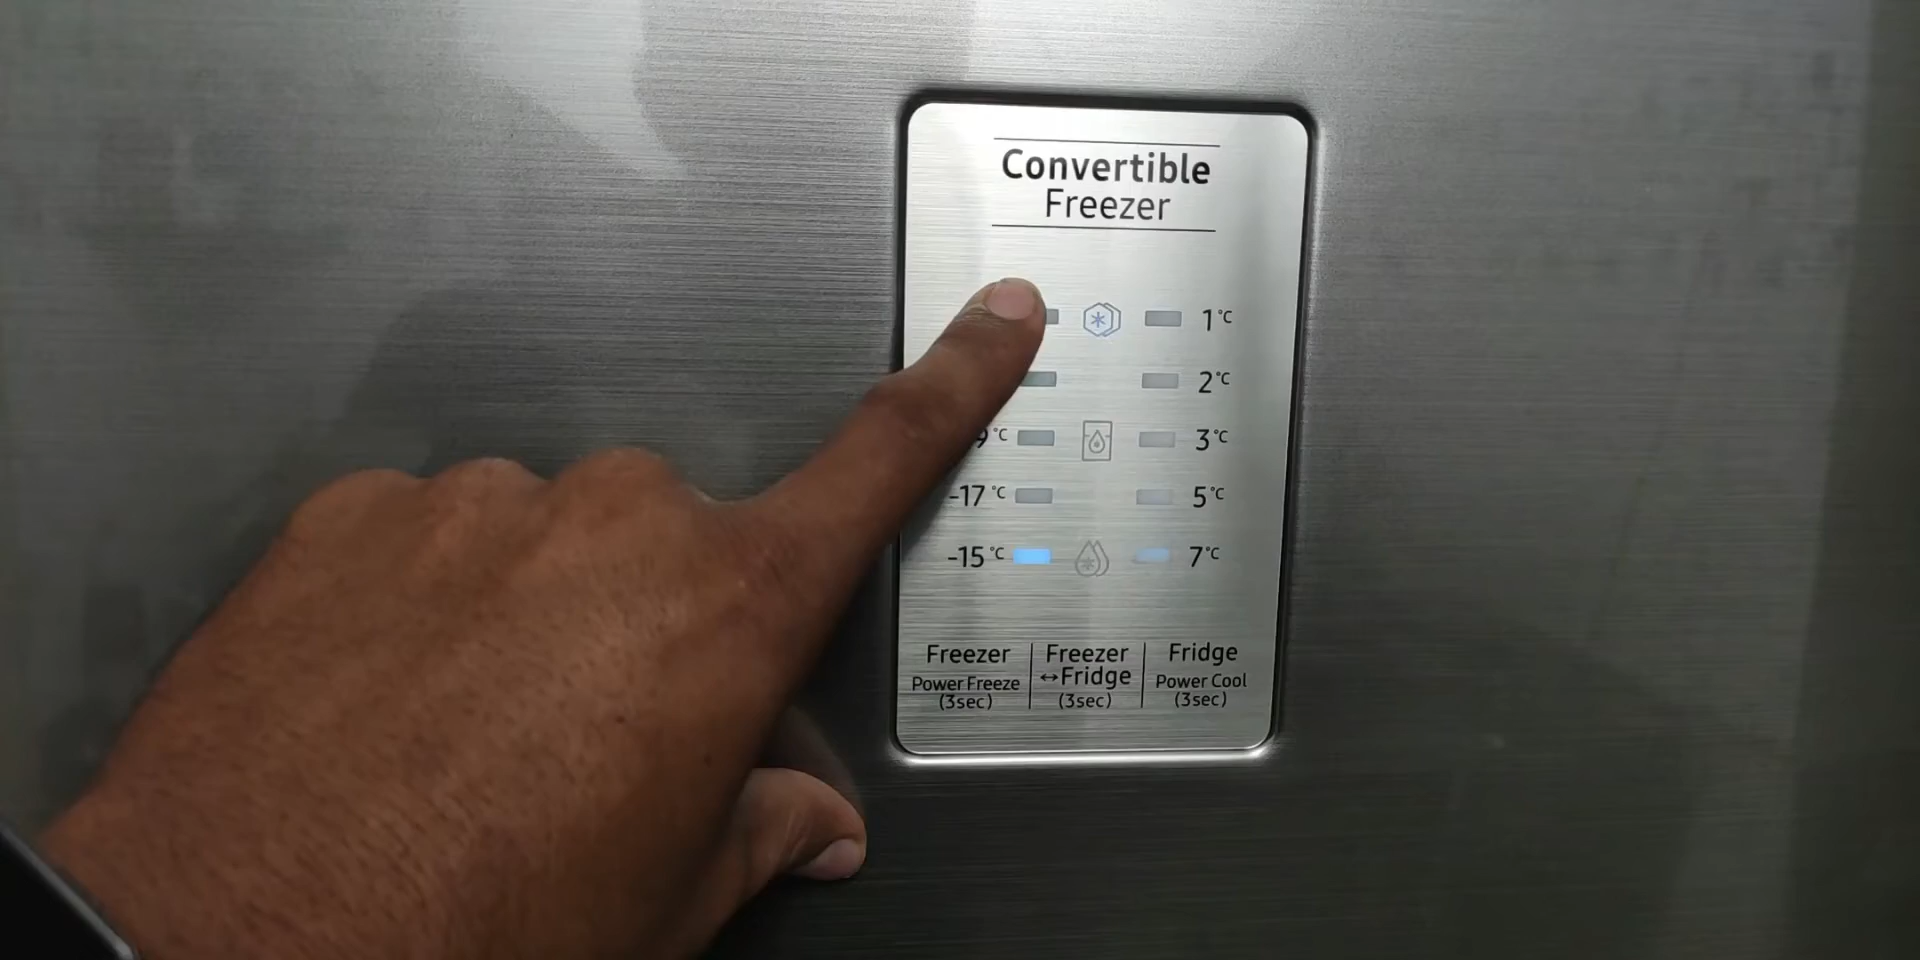 Convertible
Freezer
1°C
2°C
9°C 3°C
-17°C 5°C
-15°C 7°C
Freezer
Power Freeze
(3sec)
Freezer
↔Fridge
(3sec)
Fridge
Power Cool
(3sec)